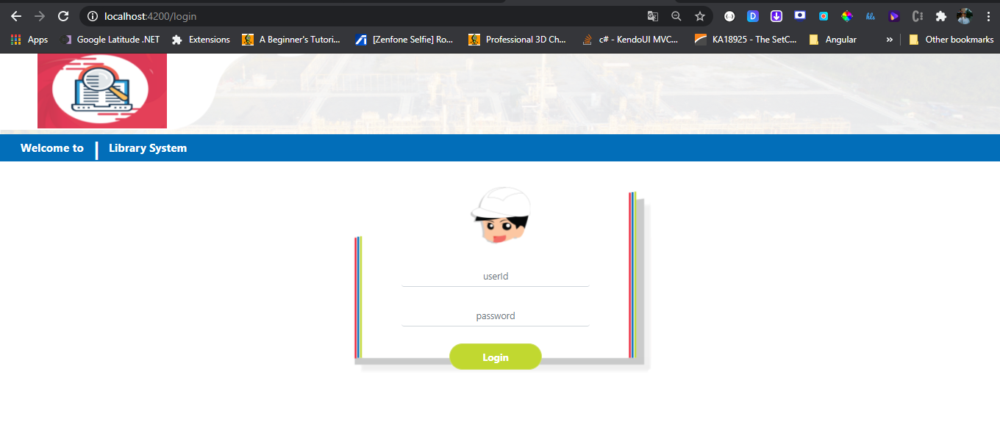 localhost:4200/login
Apps Google Latitude .NET Extensions A Beginner's Tutori... [Zenfone Selfie] Ro... Professional 3D Ch... c# - KendoUI MVC... KA18925 - The SetC... Angular » Other bookmarks
Welcome to | Library System
userId
password
Login